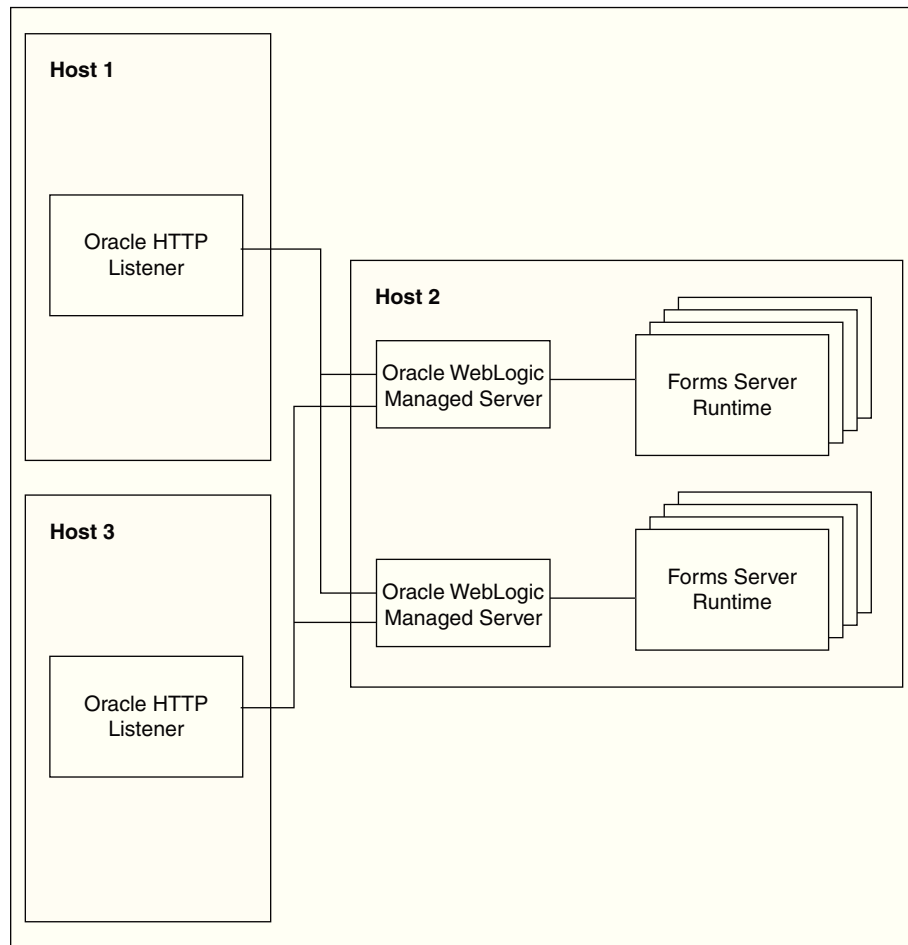 Host 1
Oracle HTTP
Listener
Host 2
Oracle WebLogic
Managed Server
Forms Server
Runtime
Host 3
Oracle WebLogic
Managed Server
Forms Server
Runtime
Oracle HTTP
Listener